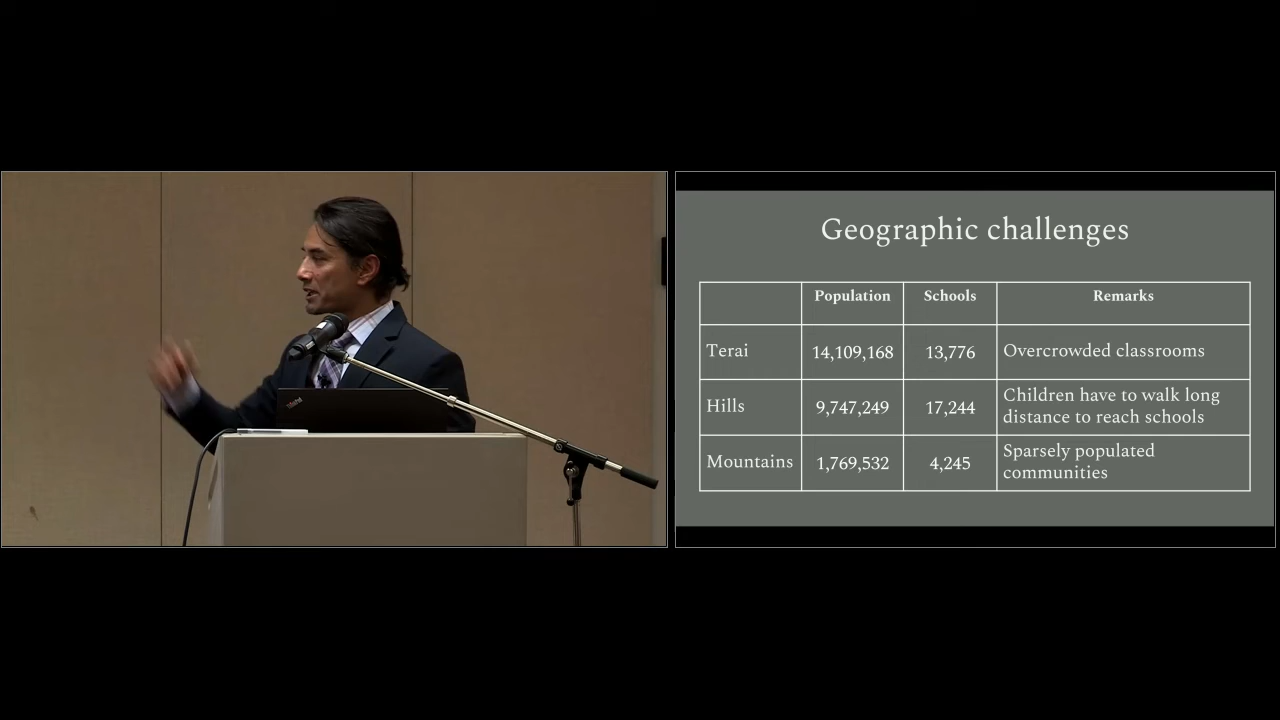 Geographic challenges
Population Schools Remarks
Terai 14,109,168 13,776 Overcrowded classrooms
Hills 9,747,249 17,244 Children have to walk long
distance to reach schools
Mountains 1,769,532 4,245 Sparsely populated
communities